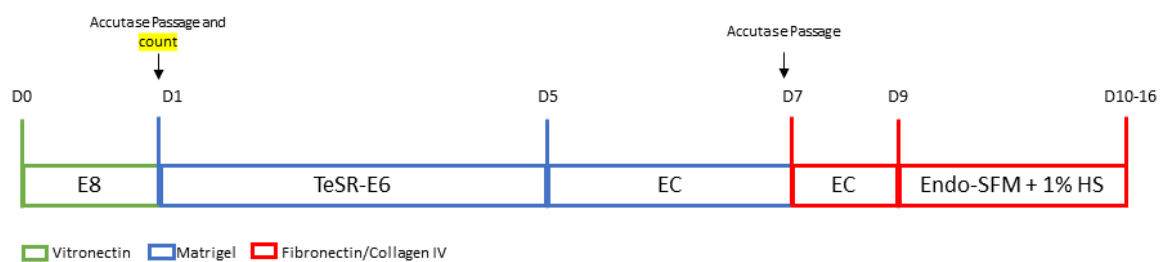 Accutase Passage and
count
Accutase Passage
D0
D1
D5
D7
D9
D10-16
E8
TeSR-E6
EC
EC
Endo-SFM + 1% HS
Vitronectin
Matrigel
Fibronectin/Collagen IV